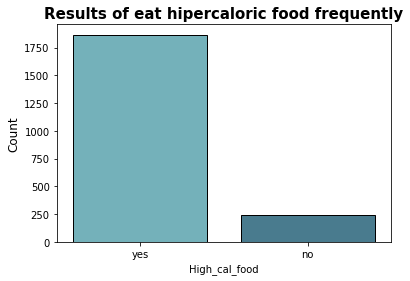 Results of eat hipercaloric food frequently
1750
1500
1250
1000
750
500
250
0
Count
yes no
High_cal_food